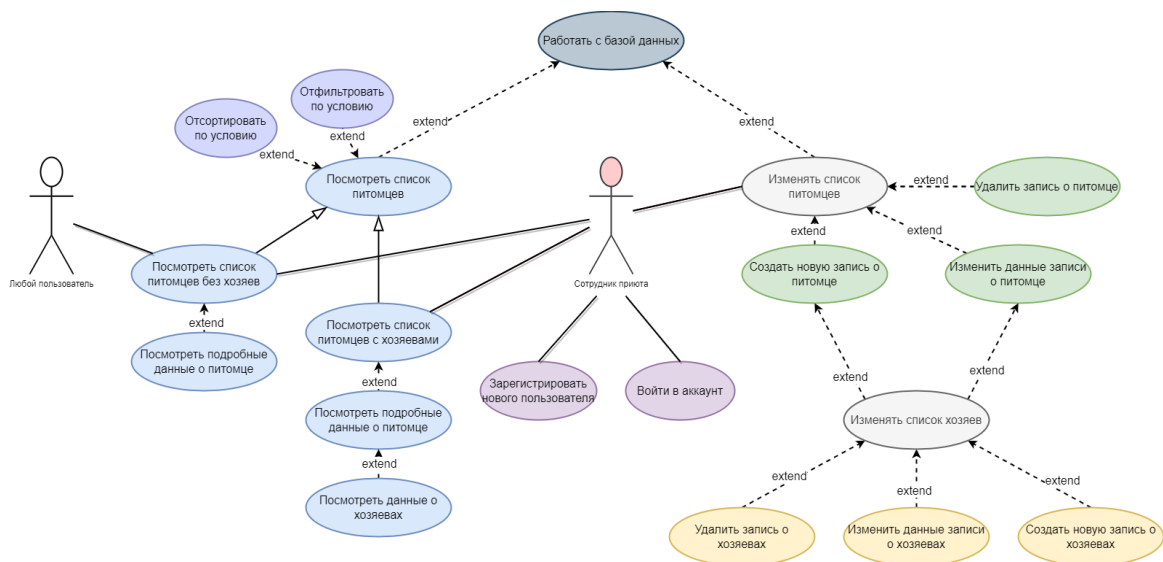 Работать с базой данных
Отфильтровать
по условию
Отсортировать
по условию
extend
extend
extend
extend
Посмотреть список
питомцев
Изменять список
питомцев
extend
Удалить запись о питомце
Любой пользователь
Посмотреть список
питомцев без хозяев
Сотрудник приюта
extend
extend
Создать новую запись о
питомце
Изменить данные записи
о питомце
extend
Посмотреть список
питомцев с хозяевами
Посмотреть подробные
данные о питомце
extend
extend
extend
Зарегистрировать
нового пользователя
Войти в аккаунт
Посмотреть подробные
данные о питомце
Изменять список хозяев
extend
extend
extend
extend
Посмотреть данные о
хозяевах
Удалить запись о
хозяевах
Изменить данные записи
о хозяевах
Создать новую запись о
хозяевах